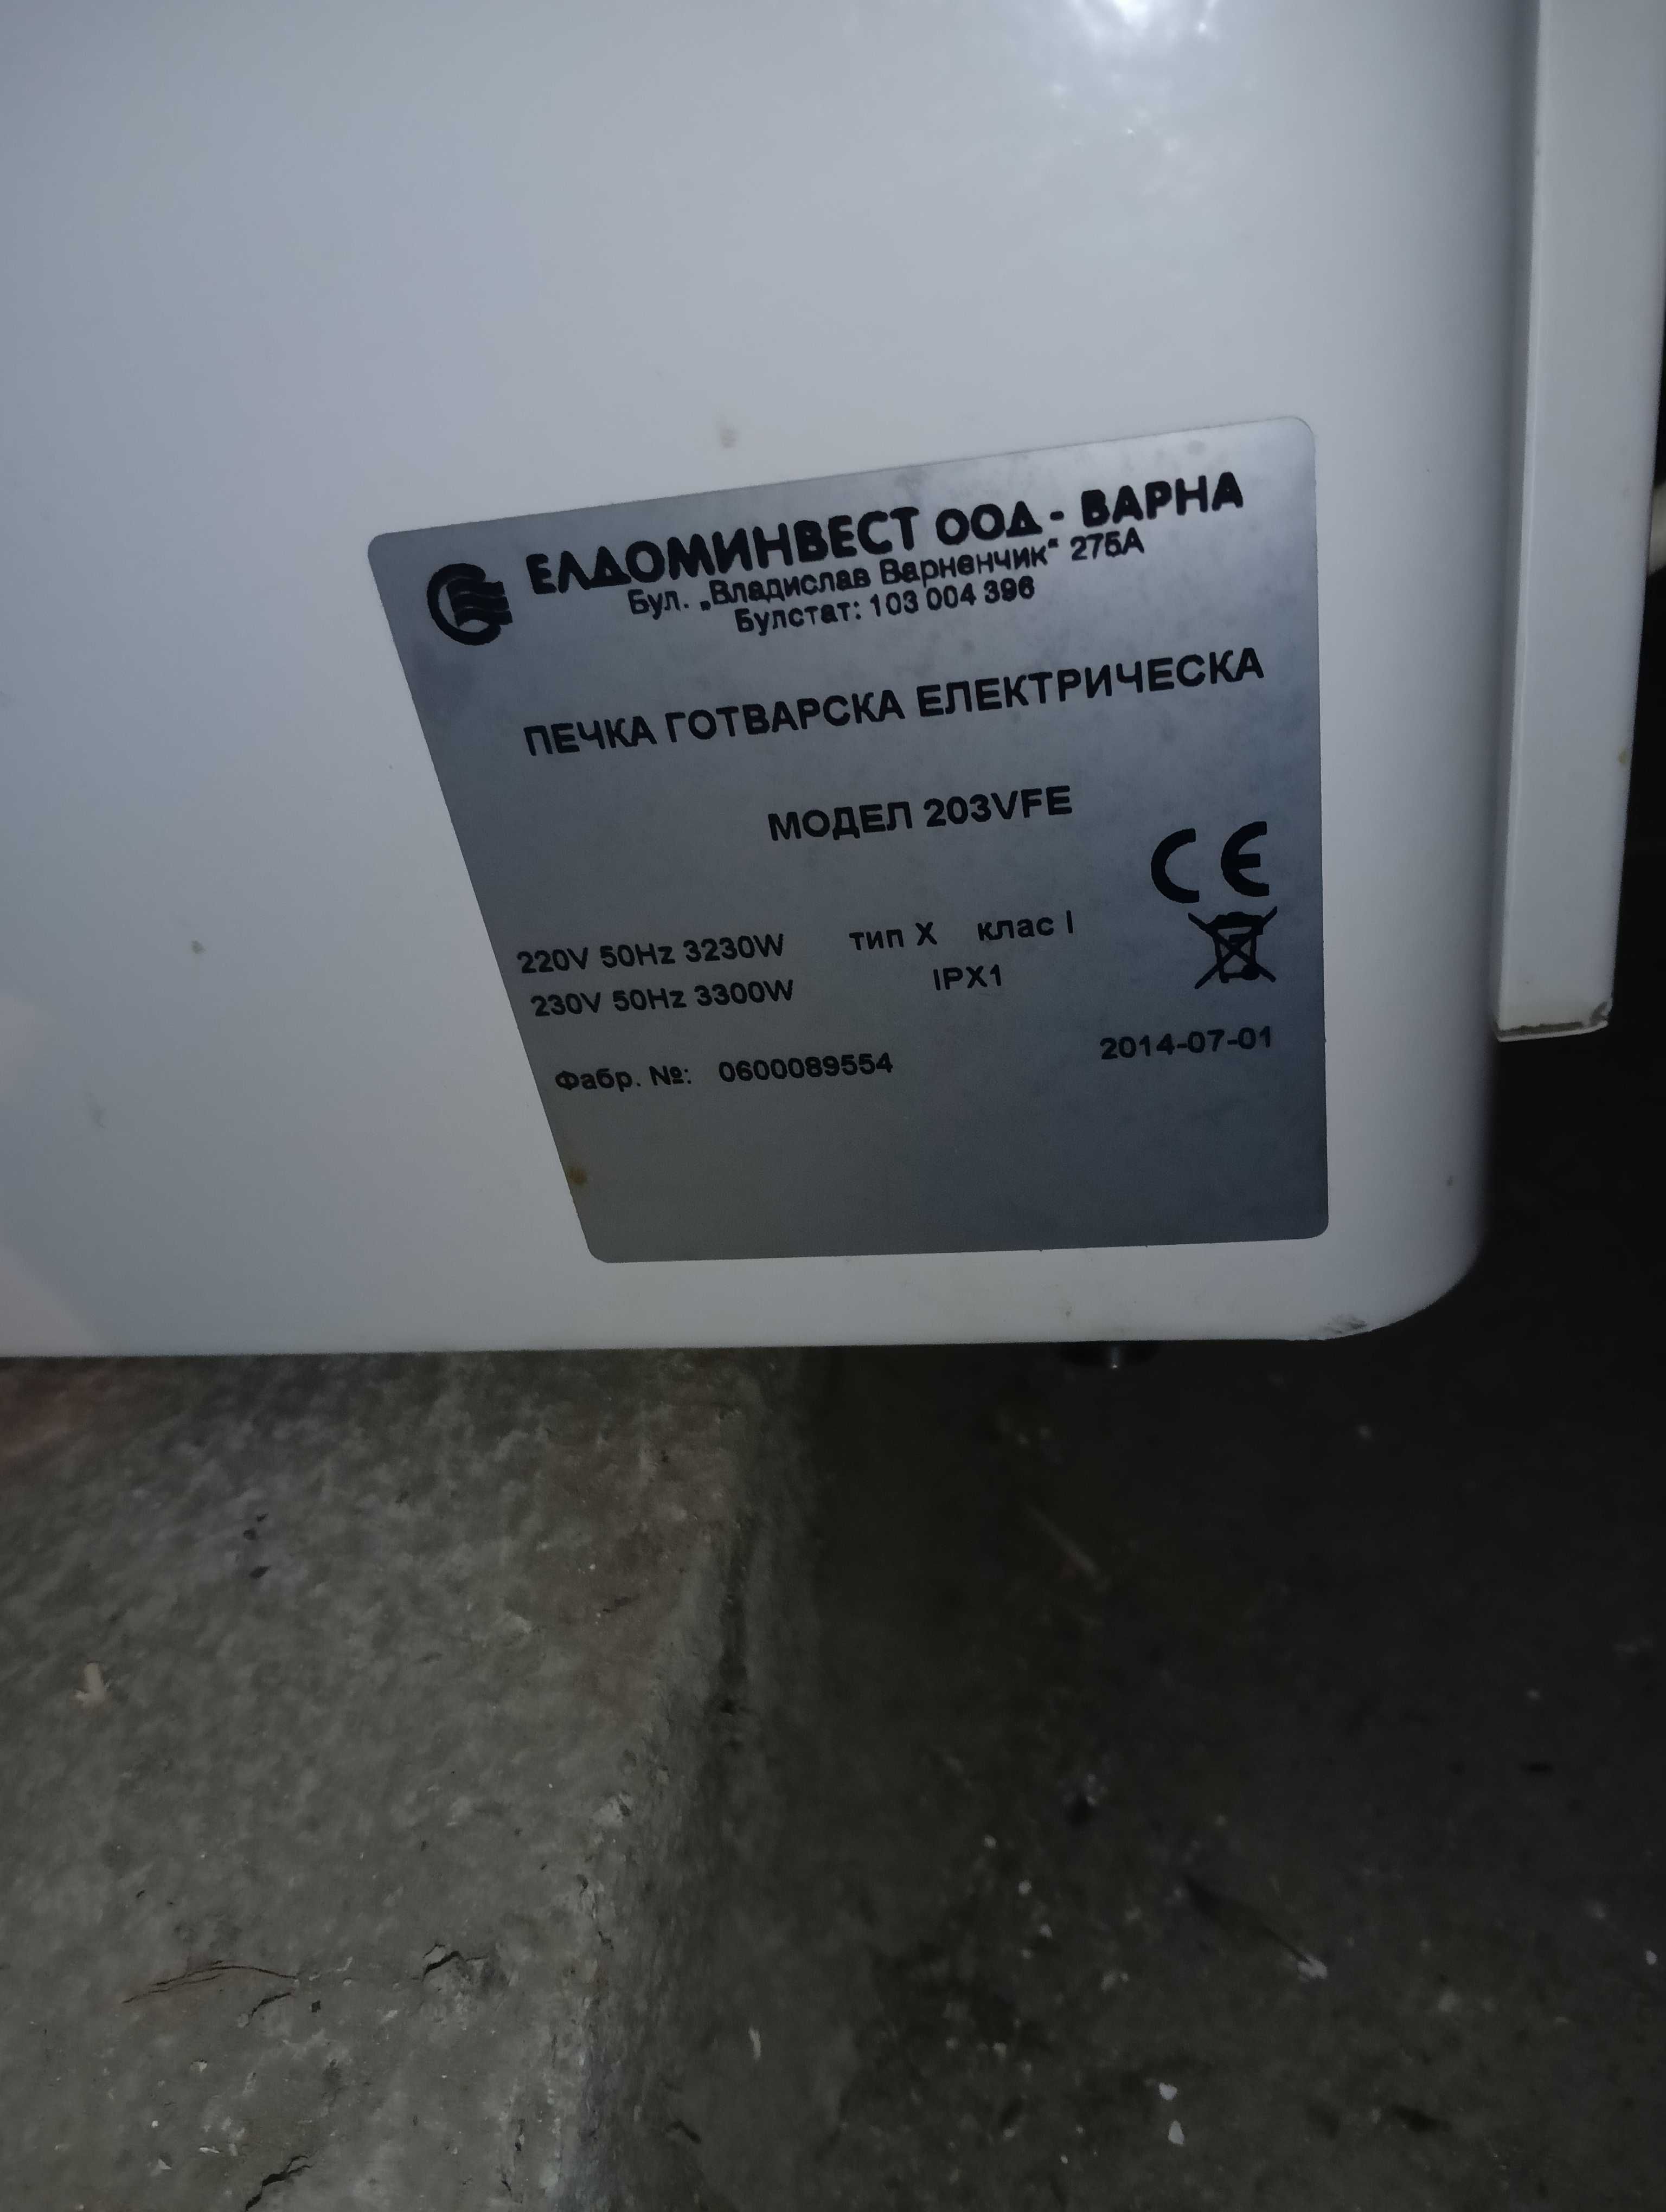 ЕЛДОМИНВЕСТ ООД - ВАРНА
Бул. „Владислав Варненчик“ 275А
Булстат: 103 004 396
ПЕЧКА ГОТВАРСКА ЕЛЕКТРИЧЕСКА
МОДЕЛ 203VFE
CE
220V 50Hz 3230W тип X клас I
230V 50Hz 3300W IPX1
Фабр. №: 0600089554 2014-07-01